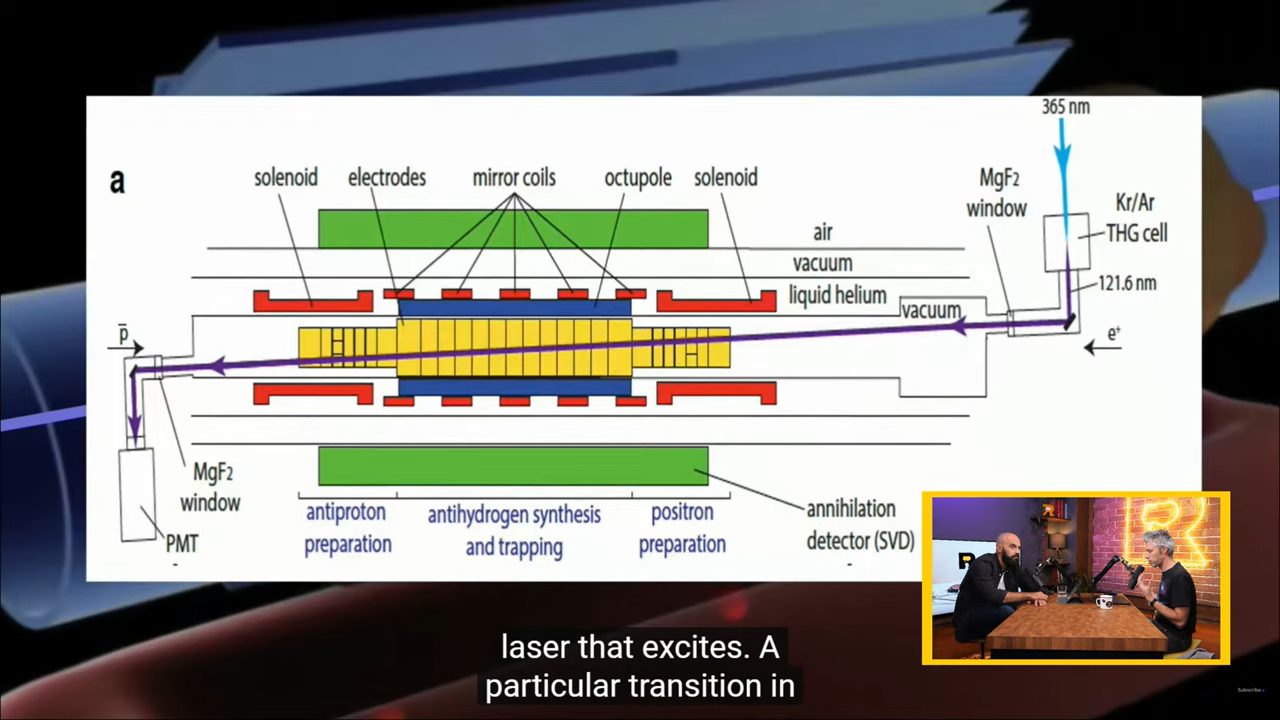 365 nm
a
solenoid
electrodes
mirror coils
octupole
solenoid
MgF2
window
Kr/Ar
THG cell
air
vacuum
liquid helium
121.6 nm
vacuum
p̅
e⁺
MgF2
window
PMT
antiproton
preparation
antihydrogen synthesis
and trapping
positron
preparation
annihilation
detector (SVD)
R
laser that excites. A
particular transition in
Subscribe